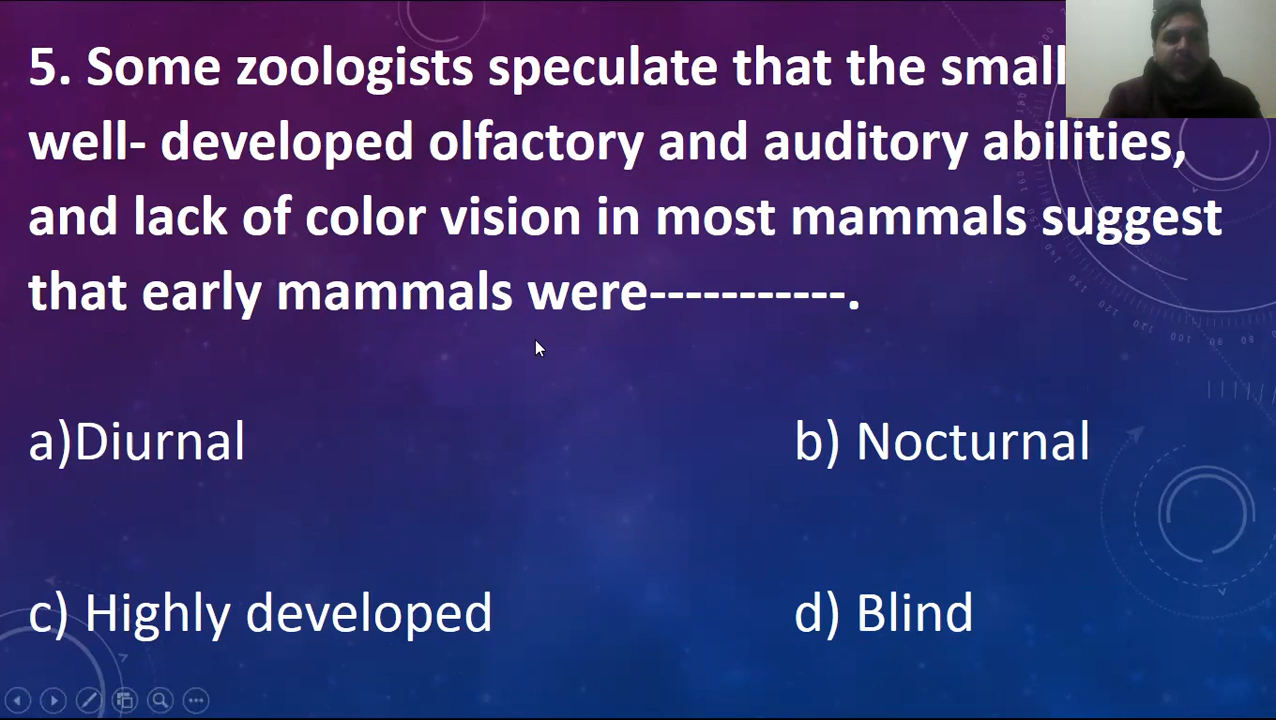 5. Some zoologists speculate that the small
well- developed olfactory and auditory abilities,
and lack of color vision in most mammals suggest
that early mammals were-----------.
a)Diurnal
b) Nocturnal
c) Highly developed
d) Blind